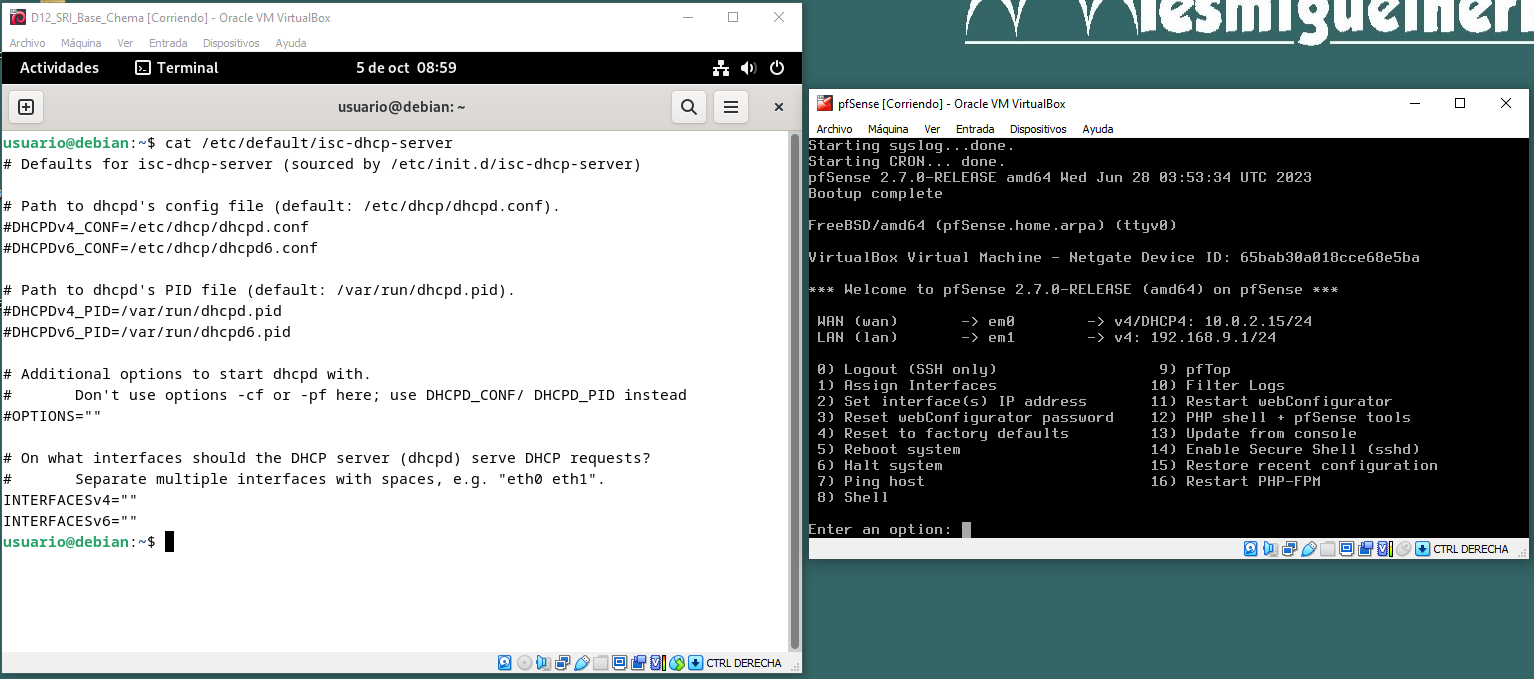 D12_SRI_Base_Chema [Corriendo] - Oracle VM VirtualBox
Archivo Máquina Ver Entrada Dispositivos Ayuda
Actividades Terminal 5 de oct 08:59
usuario@debian: ~
usuario@debian:~$ cat /etc/default/isc-dhcp-server
# Defaults for isc-dhcp-server (sourced by /etc/init.d/isc-dhcp-server)
# Path to dhcpd's config file (default: /etc/dhcp/dhcpd.conf).
#DHCPDv4_CONF=/etc/dhcp/dhcpd.conf
#DHCPDv6_CONF=/etc/dhcp/dhcpd6.conf
# Path to dhcpd's PID file (default: /var/run/dhcpd.pid).
#DHCPDv4_PID=/var/run/dhcpd.pid
#DHCPDv6_PID=/var/run/dhcpd6.pid
# Additional options to start dhcpd with.
# Don't use options -cf or -pf here; use DHCPD_CONF/ DHCPD_PID instead
#OPTIONS=""
# On what interfaces should the DHCP server (dhcpd) serve DHCP requests?
# Separate multiple interfaces with spaces, e.g. "eth0 eth1".
INTERFACESv4=""
INTERFACESv6=""
usuario@debian:~$
CTRL DERECHA
pfSense [Corriendo] - Oracle VM VirtualBox
Archivo Máquina Ver Entrada Dispositivos Ayuda
Starting syslog...done.
Starting CRON... done.
pfSense 2.7.0-RELEASE amd64 Wed Jun 28 03:53:34 UTC 2023
Bootup complete
FreeBSD/amd64 (pfSense.home.arpa) (ttyv0)
VirtualBox Virtual Machine - Netgate Device ID: 65bab30a018cce68e5ba
*** Welcome to pfSense 2.7.0-RELEASE (amd64) on pfSense ***
WAN (wan) -> em0 -> v4/DHCP4: 10.0.2.15/24
LAN (lan) -> em1 -> v4: 192.168.9.1/24
0) Logout (SSH only) 9) pfTop
1) Assign Interfaces 10) Filter Logs
2) Set interface(s) IP address 11) Restart webConfigurator
3) Reset webConfigurator password 12) PHP shell + pfSense tools
4) Reset to factory defaults 13) Update from console
5) Reboot system 14) Enable Secure Shell (sshd)
6) Halt system 15) Restore recent configuration
7) Ping host 16) Restart PHP-FPM
8) Shell
Enter an option:
CTRL DERECHA